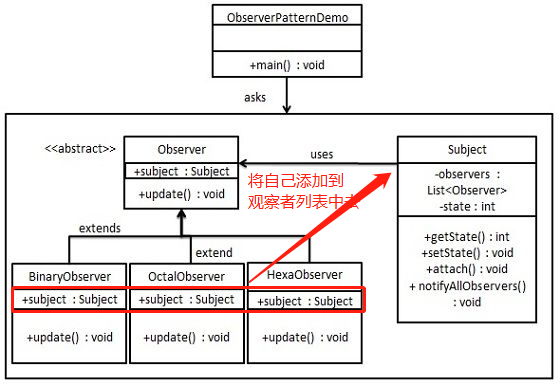 ObserverPatternDemo
+main() : void
asks
<<abstract>>
Observer
+subject : Subject
+update() : void
uses
Subject
-observers :
List<Observer>
-state : int
+getState() : int
+setState() : void
+attach() : void
+ notifyAllObservers()
: void
将自己添加到
观察者列表中去
extends
extend
BinaryObserver
+subject : Subject
+update() : void
OctalObserver
+subject : Subject
+update() : void
HexaObserver
+subject : Subject
+update() : void